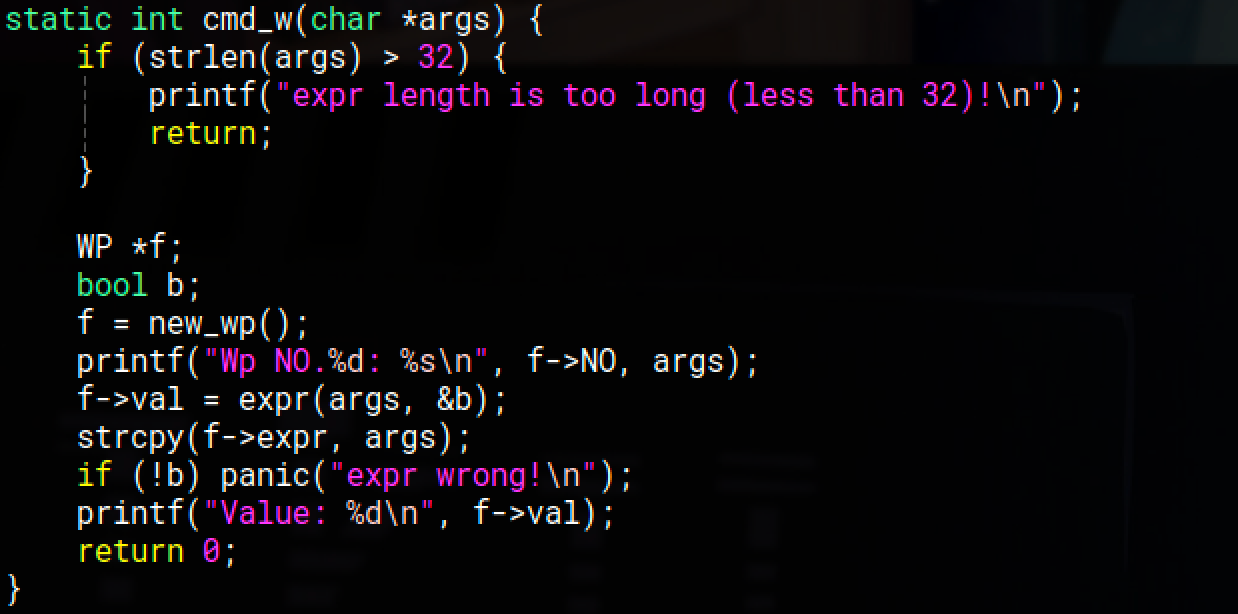 static int cmd_w(char *args) {
    if (strlen(args) > 32) {
        printf("expr length is too long (less than 32)!\n");
        return;
    }

    WP *f;
    bool b;
    f = new_wp();
    printf("Wp NO.%d: %s\n", f->NO, args);
    f->val = expr(args, &b);
    strcpy(f->expr, args);
    if (!b) panic("expr wrong!\n");
    printf("Value: %d\n", f->val);
    return 0;
}